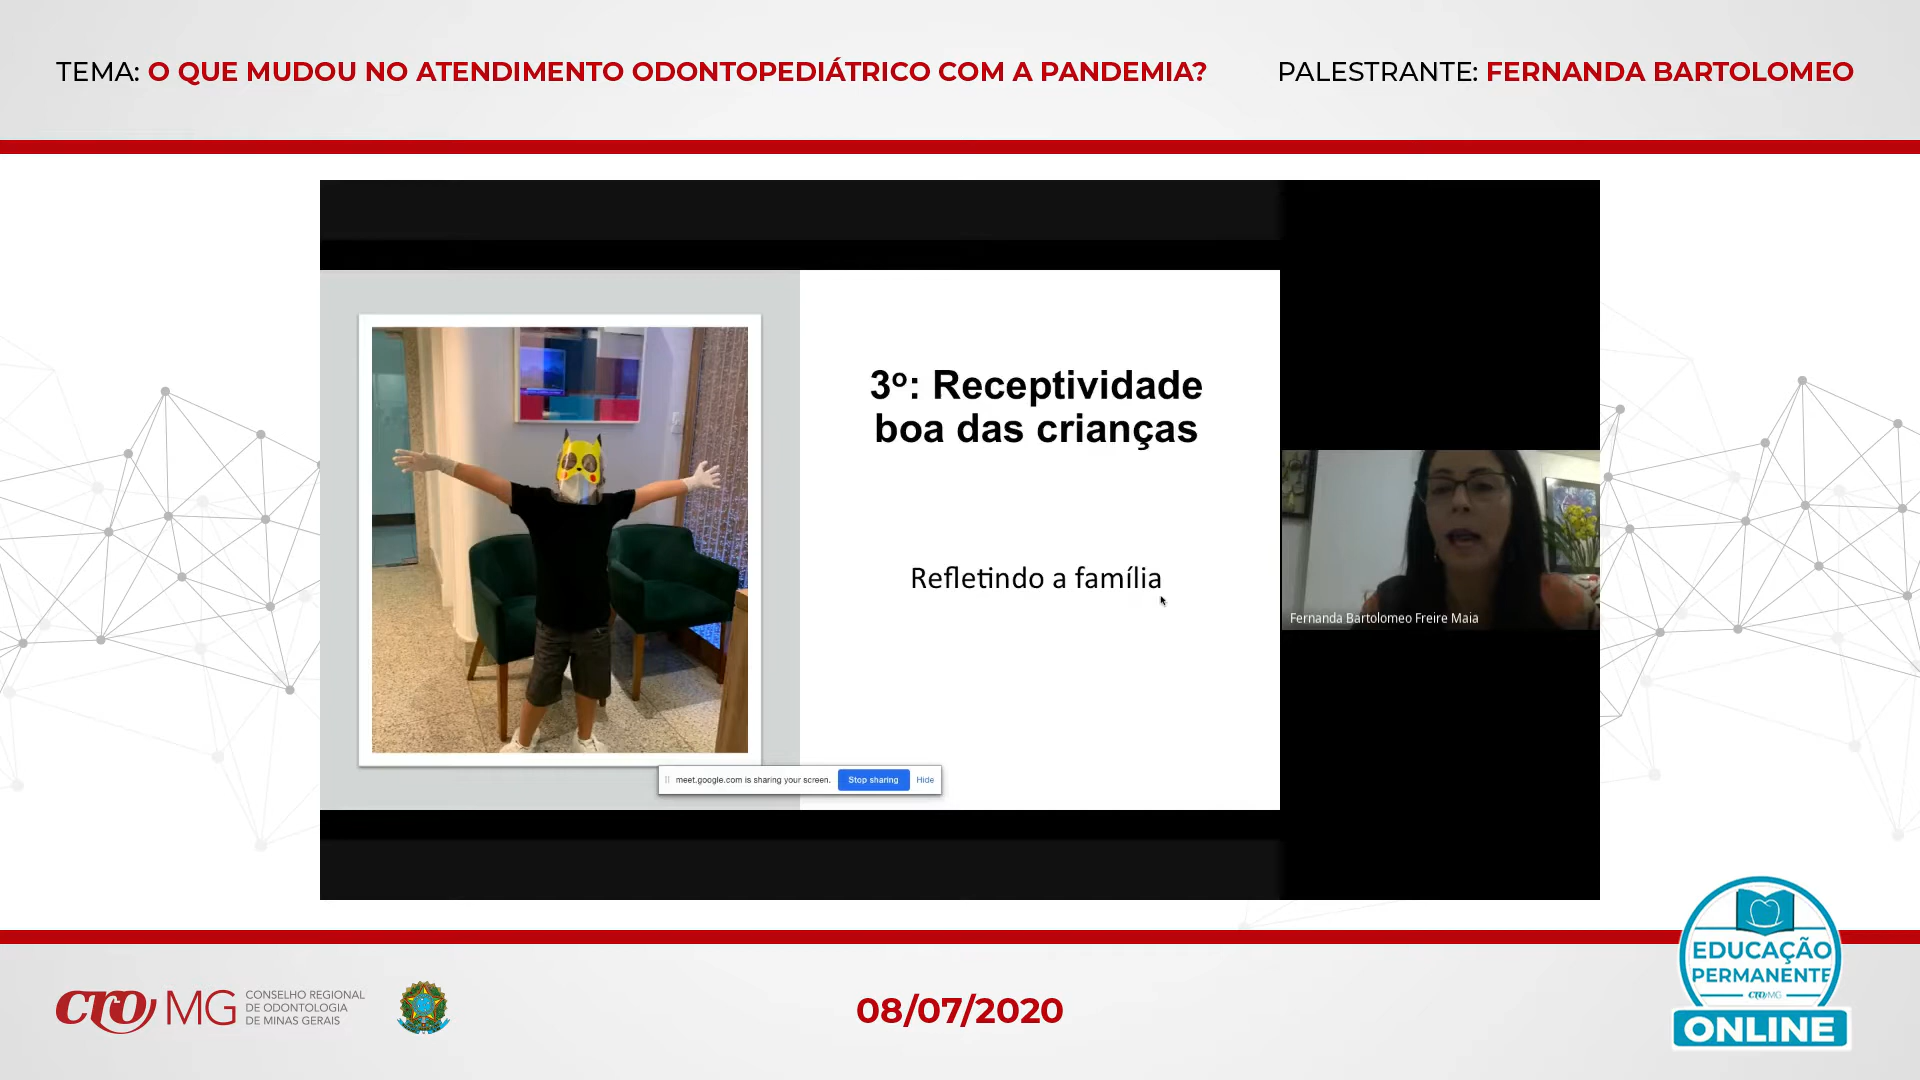 TEMA: O QUE MUDOU NO ATENDIMENTO ODONTOPEDIÁTRICO COM A PANDEMIA?
PALESTRANTE: FERNANDA BARTOLOMEO
3º: Receptividade
boa das crianças
Refletindo a família
Fernanda Bartolomeo Freire Maia
meet.google.com is sharing your screen. Stop sharing Hide
CRO MG CONSELHO REGIONAL
DE ODONTOLOGIA
DE MINAS GERAIS
08/07/2020
EDUCAÇÃO
PERMANENTE
CRO MG
ONLINE